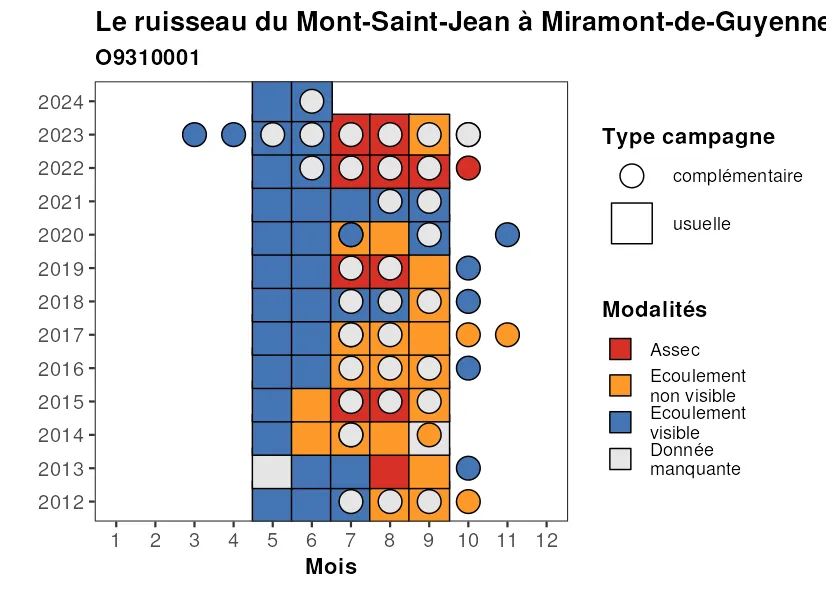 Le ruisseau du Mont-Saint-Jean à Miramont-de-Guyenne
O9310001
2024
2023
2022
2021
2020
2019
2018
2017
2016
2015
2014
2013
2012
1 2 3 4 5 6 7 8 9 10 11 12
Mois
Type campagne
complémentaire
usuelle
Modalités
Assec
Ecoulement
non visible
Ecoulement
visible
Donnée
manquante